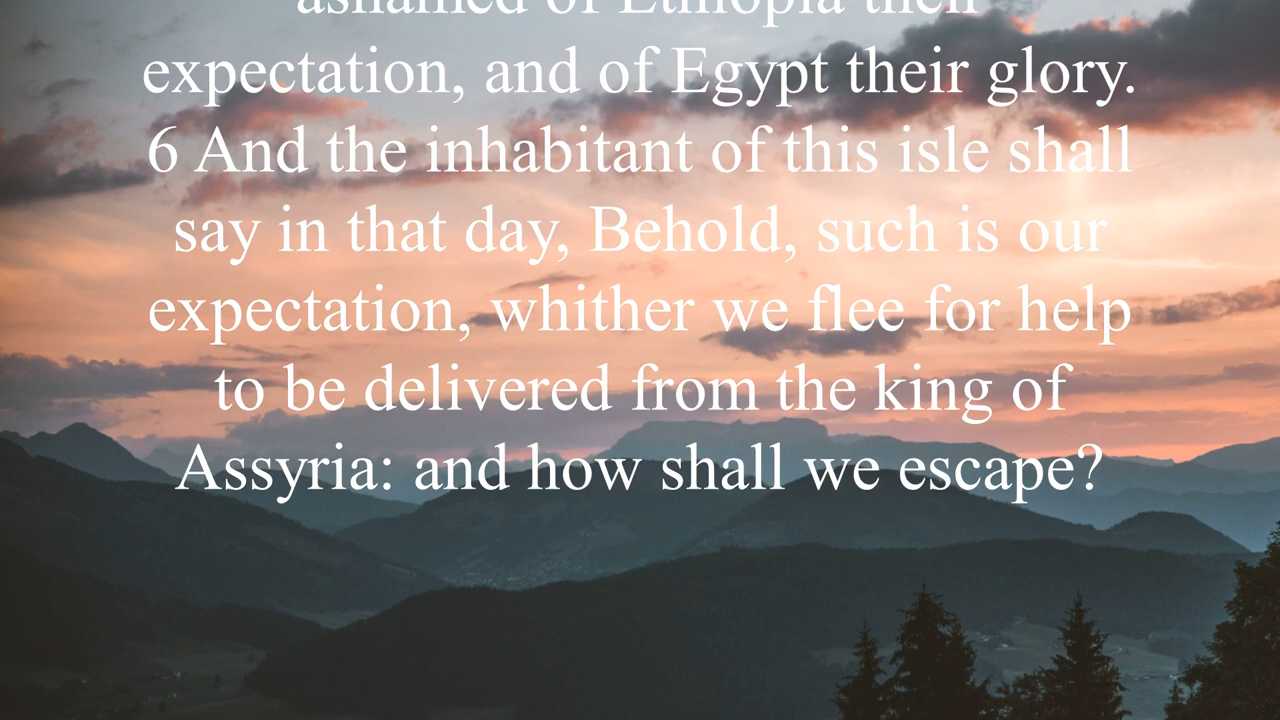 ashamed of Ethiopia their
expectation, and of Egypt their glory.
6 And the inhabitant of this isle shall
say in that day, Behold, such is our
expectation, whither we flee for help
to be delivered from the king of
Assyria: and how shall we escape?